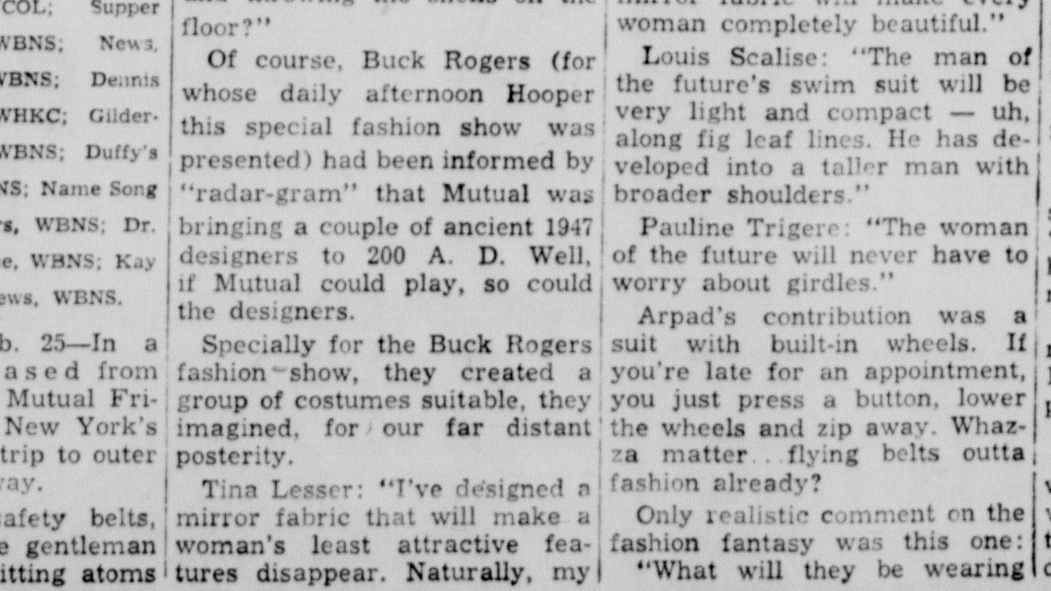 COL; Supper
WBNS; News,
WBNS; Dennis
WHKC; Gilder-
WBNS; Duffy's
NS; Name Song
rs, WBNS; Dr.
e, WBNS; Kay
ews, WBNS.
b. 25—In a
ased from
Mutual Fri-
New York's
trip to outer
ay.
afety belts,
e gentleman
itting atoms
floor?"
Of course, Buck Rogers (for
whose daily afternoon Hooper
this special fashion show was
presented) had been informed by
"radar-gram" that Mutual was
bringing a couple of ancient 1947
designers to 200 A. D. Well,
if Mutual could play, so could
the designers.
Specially for the Buck Rogers
fashion show, they created a
group of costumes suitable, they
imagined, for our far distant
posterity.
Tina Lesser: "I've designed a
mirror fabric that will make a
woman's least attractive fea-
tures disappear. Naturally, my
woman completely beautiful."
Louis Scalise: "The man of
the future's swim suit will be
very light and compact — uh,
along fig leaf lines. He has de-
veloped into a taller man with
broader shoulders."
Pauline Trigere: "The woman
of the future will never have to
worry about girdles."
Arpad's contribution was a
suit with built-in wheels. If
you're late for an appointment,
you just press a button, lower
the wheels and zip away. Whaz-
za matter...flying belts outta
fashion already?
Only realistic comment on the
fashion fantasy was this one:
"What will they be wearing